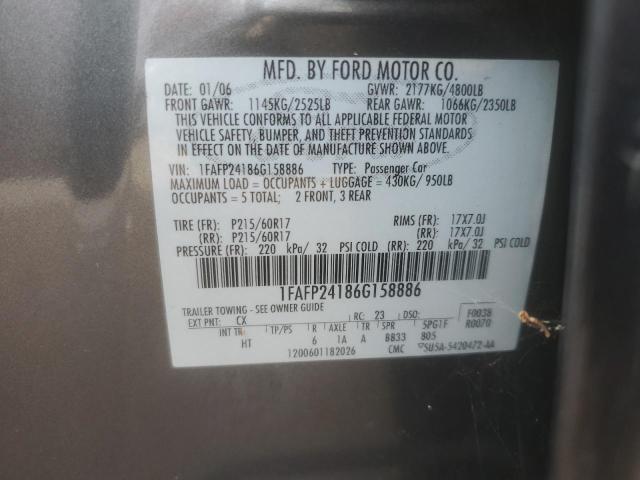 MFD. BY FORD MOTOR CO.
DATE: 01/06 GVWR: 2177KG/4800LB
FRONT GAWR: 1145KG/2525LB REAR GAWR: 1066KG/2350LB
THIS VEHICLE CONFORMS TO ALL APPLICABLE FEDERAL MOTOR
VEHICLE SAFETY, BUMPER, AND THEFT PREVENTION STANDARDS
IN EFFECT ON THE DATE OF MANUFACTURE SHOWN ABOVE.
VIN: 1FAFP24186G158886 TYPE: Passenger Car
MAXIMUM LOAD = OCCUPANTS + LUGGAGE = 430KG/ 950LB
OCCUPANTS = 5 TOTAL; 2 FRONT, 3 REAR
TIRE (FR): P215/60R17 RIMS (FR): 17X7.0J
(RR): P215/60R17 (RR): 17X7.0J
PRESSURE (FR): 220 kPa/ 32 PSI COLD (RR): 220 kPa/ 32 PSI COLD
1FAFP24186G158886
TRAILER TOWING - SEE OWNER GUIDE
EXT PNT: CX RC: 23 DSO: F0038
R0070
INT TR TP/PS R AXLE TR SPR SPG1F
HT 6 1A A BB33 805
1200601182026 CMC 5U5A-5420472-AA